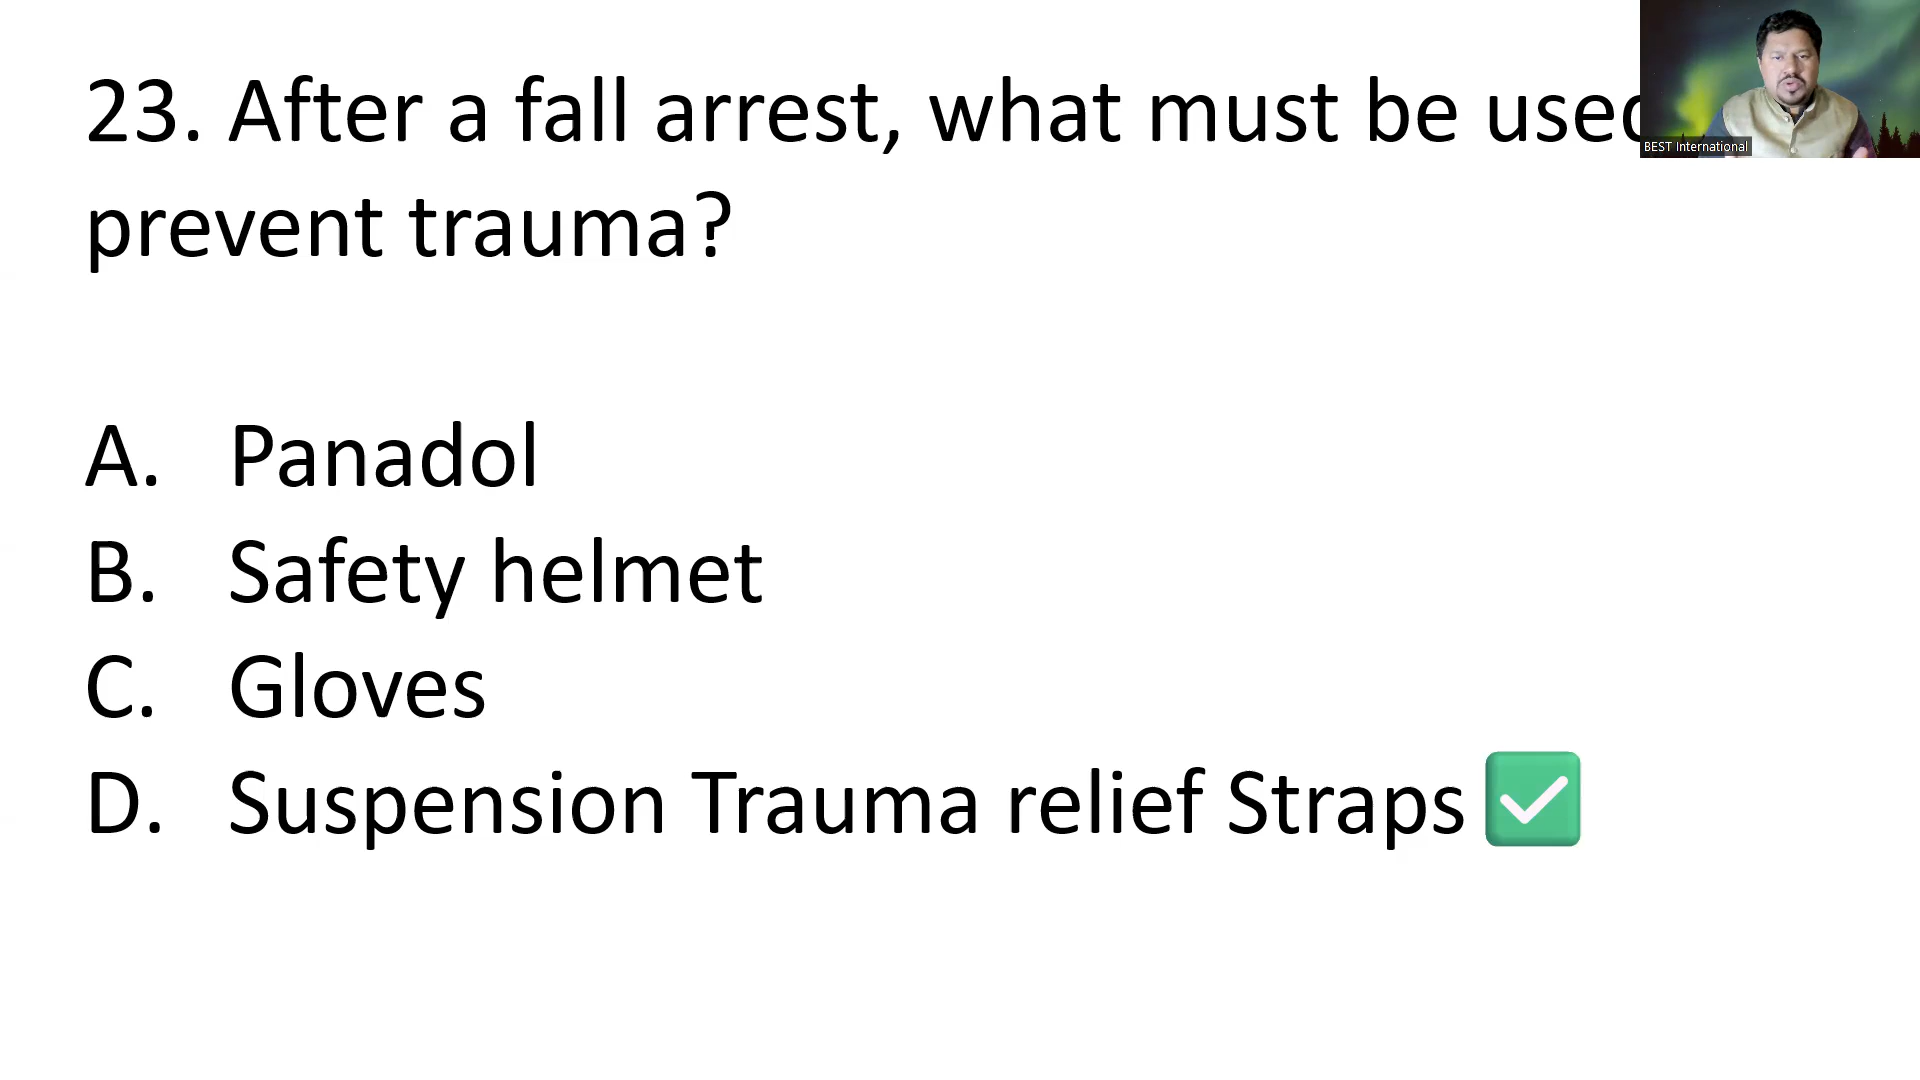 23. After a fall arrest, what must be used
prevent trauma?
BEST International
A. Panadol
B. Safety helmet
C. Gloves
D. Suspension Trauma relief Straps ✅